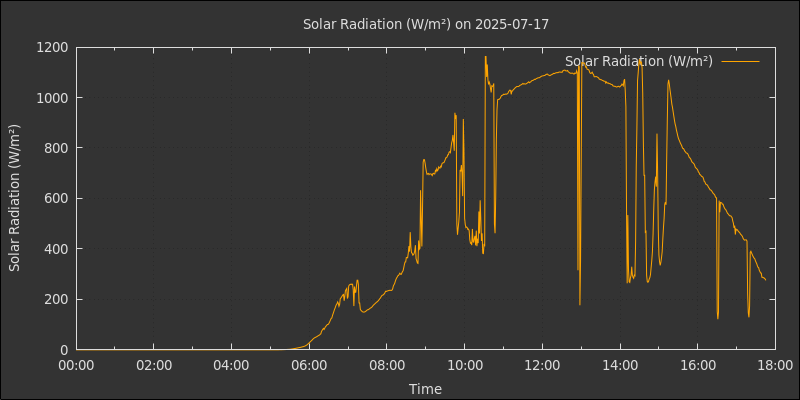 Solar Radiation (W/m²) on 2025-07-17
Solar Radiation (W/m²)
Solar Radiation (W/m²)
1200
1000
800
600
400
200
0
00:00 02:00 04:00 06:00 08:00 10:00 12:00 14:00 16:00 18:00
Time